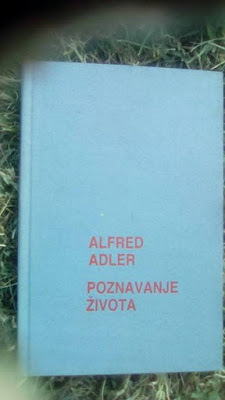 ALFRED
ADLER
POZNAVANJE
ŽIVOTA